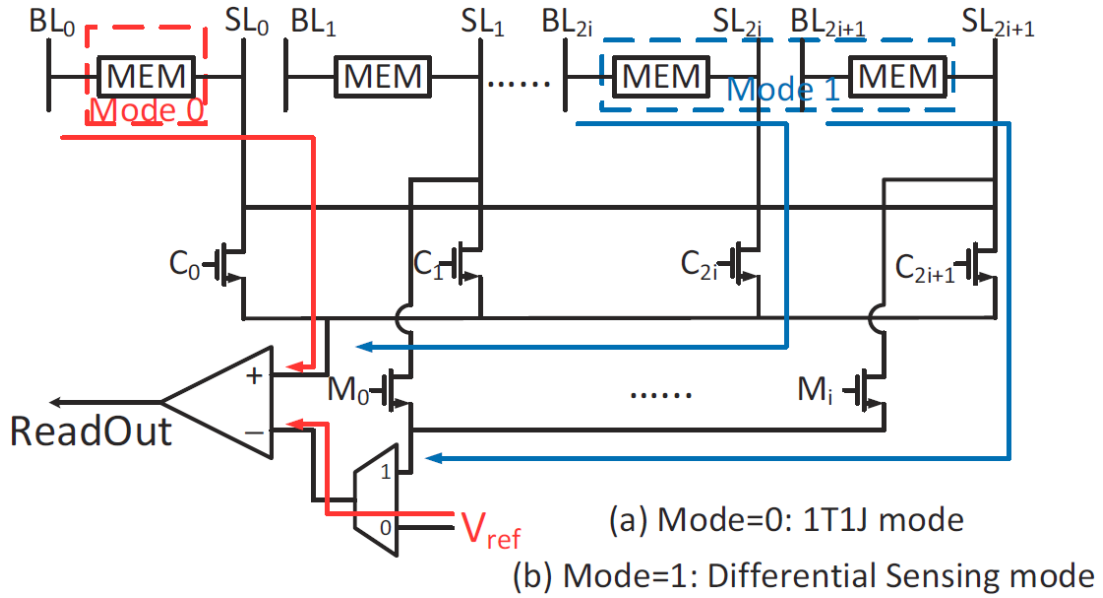 BL0 SL0 BL1 SL1 BL2i SL2i BL2i+1 SL2i+1
MEM MEM ...... MEM MEM
Mode 0 Mode 1
C0 C1 C2i C2i+1
+ M0 ...... Mi
ReadOut −
1
0 Vref
(a) Mode=0: 1T1J mode
(b) Mode=1: Differential Sensing mode